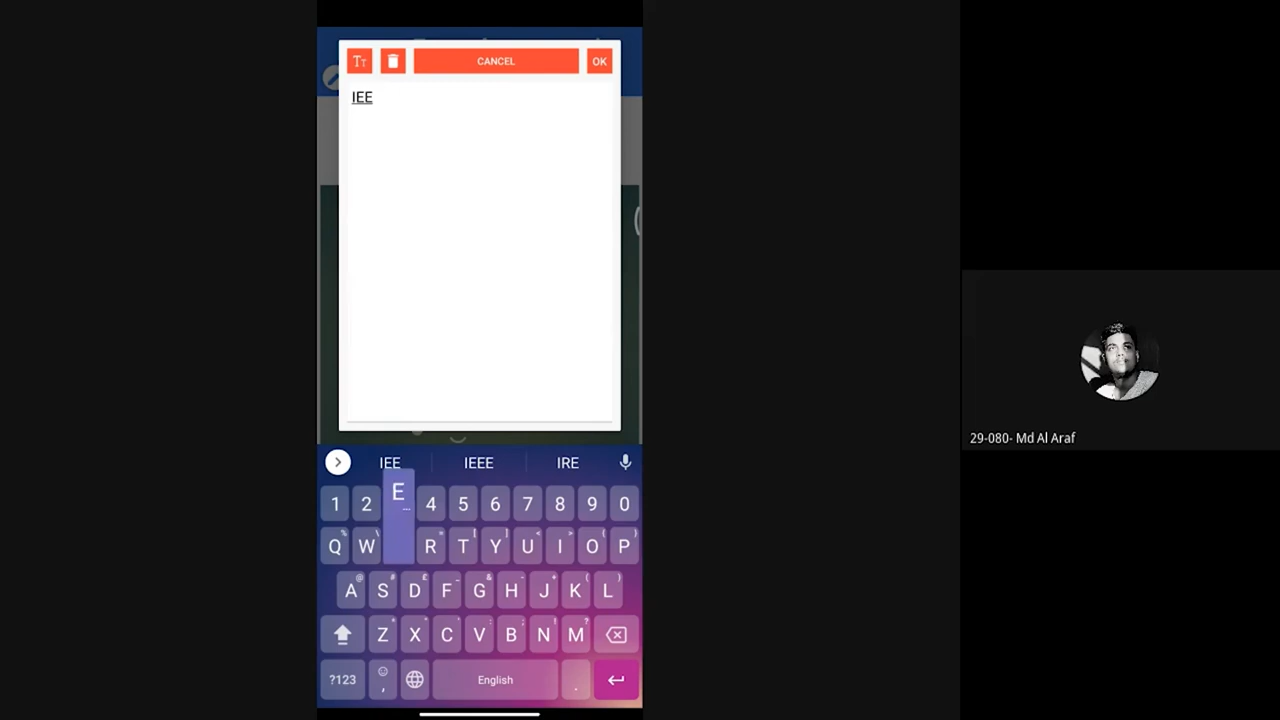 Tт CANCEL OK
IEE
IEE IEEE IRE
E
1 2 4 5 6 7 8 9 0
Q W R T Y U I O P
A S D F G H J K L
Z X C V B N M
?123 , English .
29-080- Md Al Araf